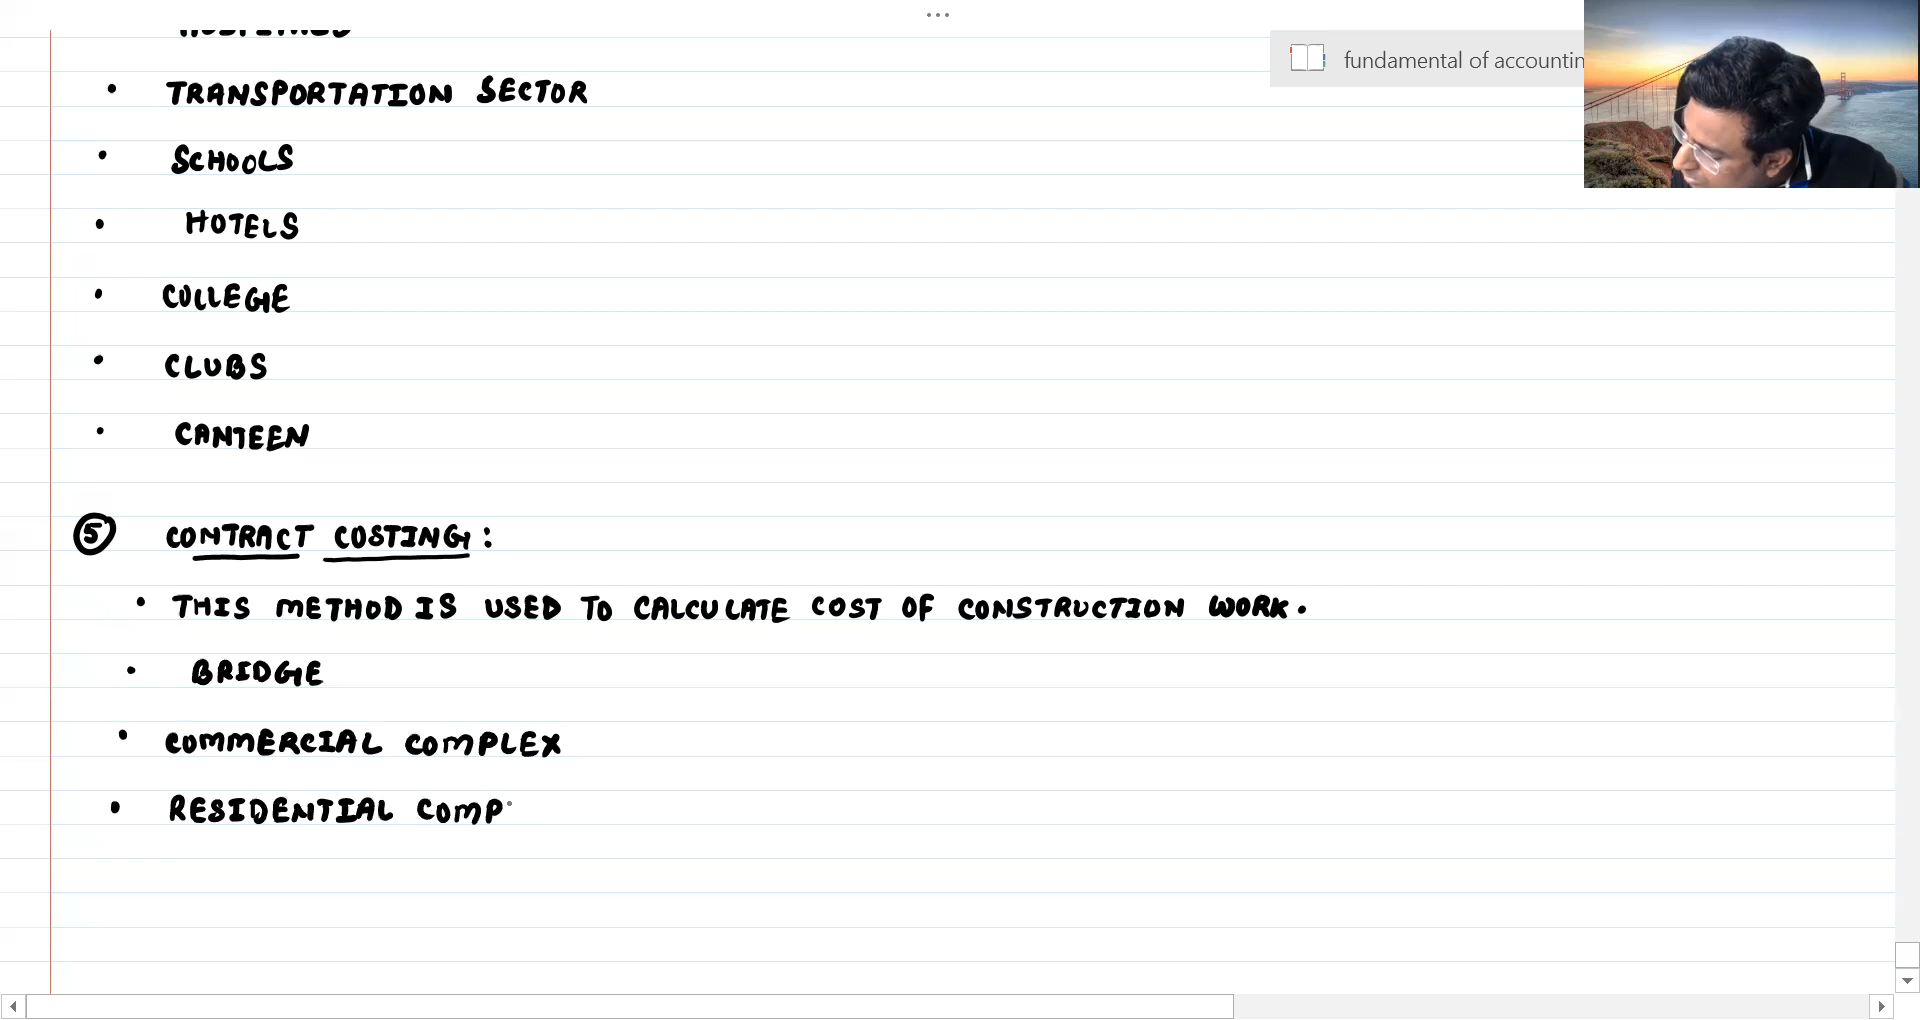 fundamental of accountin
• TRANSPORTATION SECTOR
• SCHOOLS
• HOTELS
• COLLEGE
• CLUBS
• CANTEEN
5 CONTRACT COSTING:
• THIS METHOD IS USED TO CALCULATE COST OF CONSTRUCTION WORK.
• BRIDGE
• COMMERCIAL COMPLEX
• RESIDENTIAL COMP